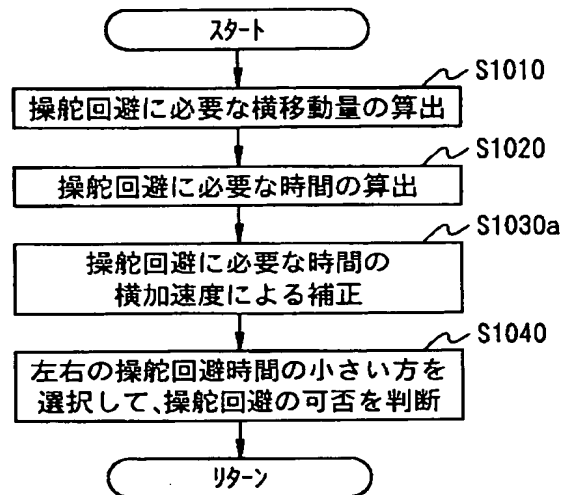 スタート
S1010
操舵回避に必要な横移動量の算出
S1020
操舵回避に必要な時間の算出
S1030a
操舵回避に必要な時間の
横加速度による補正
S1040
左右の操舵回避時間の小さい方を
選択して、操舵回避の可否を判断
リターン